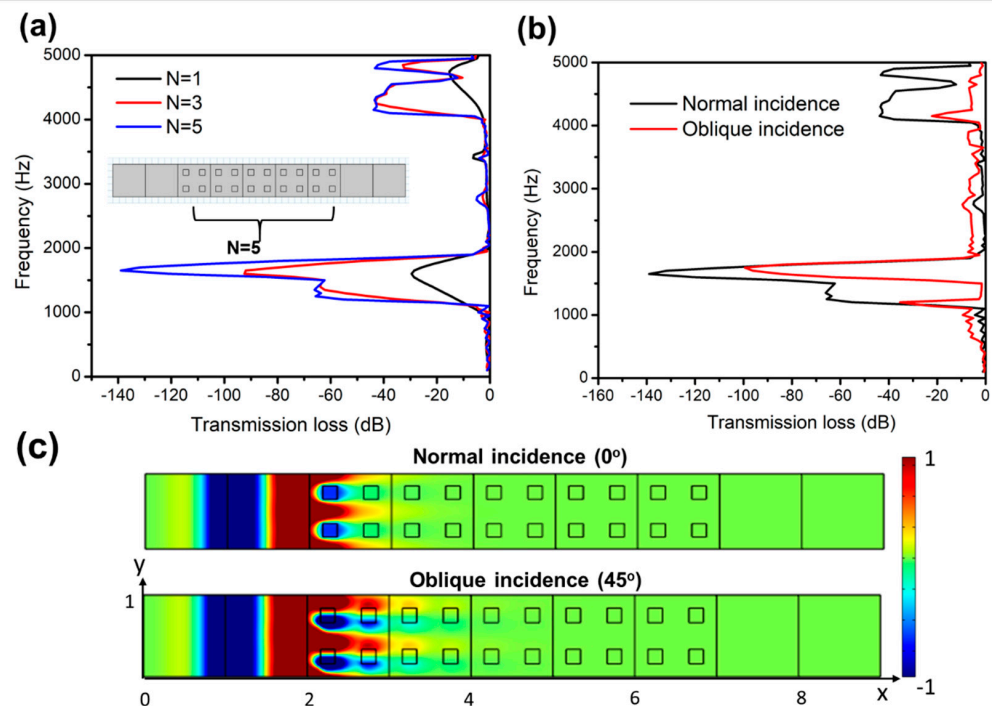 (a)
5000
4000
3000
2000
1000
0
Frequency (Hz)
N=1
N=3
N=5
N=5
-140 -120 -100 -80 -60 -40 -20 0
Transmission loss (dB)
(b)
5000
4000
3000
2000
1000
0
Frequency (Hz)
Normal incidence
Oblique incidence
-160 -140 -120 -100 -80 -60 -40 -20 0
Transmission loss (dB)
(c)
Normal incidence (0º)
1
y
Oblique incidence (45º)
1
-1
0 2 4 6 8 x